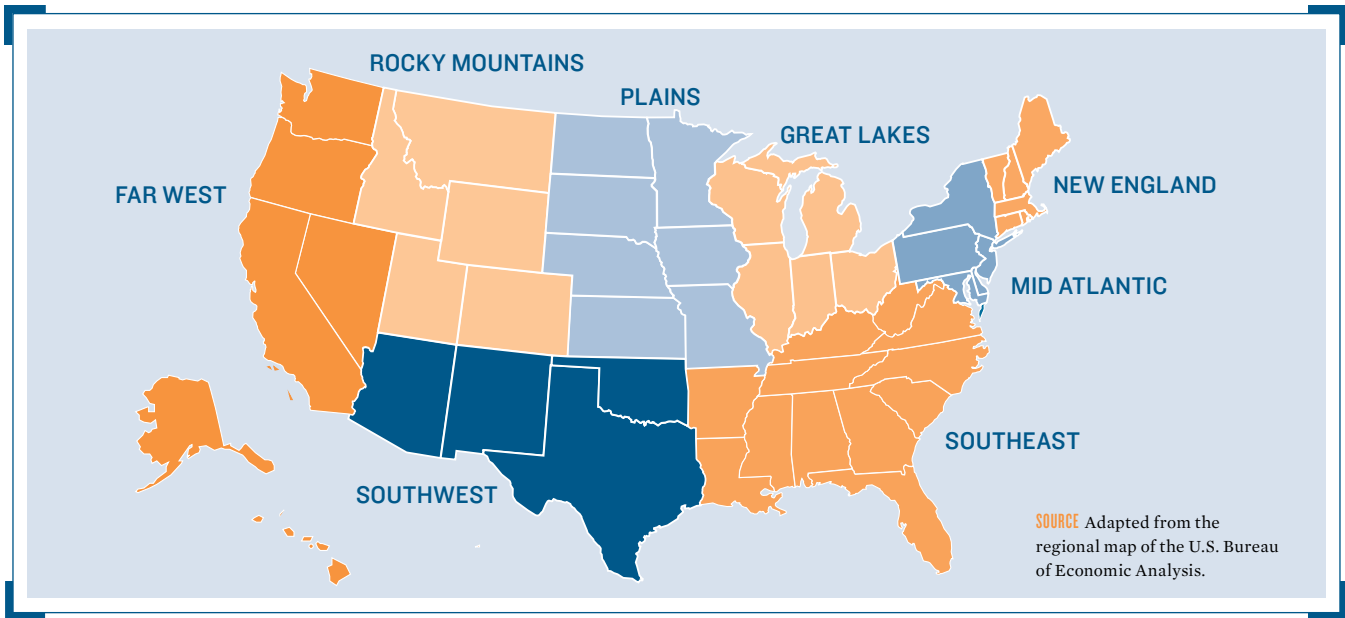 ROCKY MOUNTAINS
PLAINS
GREAT LAKES
FAR WEST
NEW ENGLAND
MID ATLANTIC
SOUTHEAST
SOUTHWEST
SOURCE Adapted from the
regional map of the U.S. Bureau
of Economic Analysis.